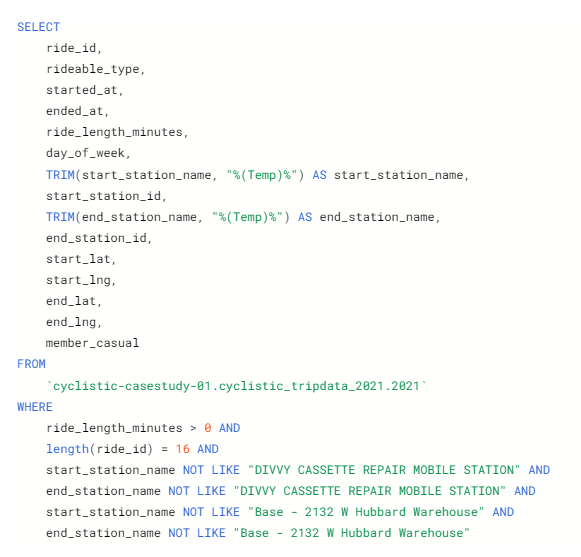 SELECT
ride_id,
rideable_type,
started_at,
ended_at,
ride_length_minutes,
day_of_week,
TRIM(start_station_name, "%(Temp)%") AS start_station_name,
start_station_id,
TRIM(end_station_name, "%(Temp)%") AS end_station_name,
end_station_id,
start_lat,
start_lng,
end_lat,
end_lng,
member_casual
FROM
`cyclistic-casestudy-01.cyclistic_tripdata_2021.2021`
WHERE
ride_length_minutes > 0 AND
length(ride_id) = 16 AND
start_station_name NOT LIKE "DIVVY CASSETTE REPAIR MOBILE STATION" AND
end_station_name NOT LIKE "DIVVY CASSETTE REPAIR MOBILE STATION" AND
start_station_name NOT LIKE "Base - 2132 W Hubbard Warehouse" AND
end_station_name NOT LIKE "Base - 2132 W Hubbard Warehouse"